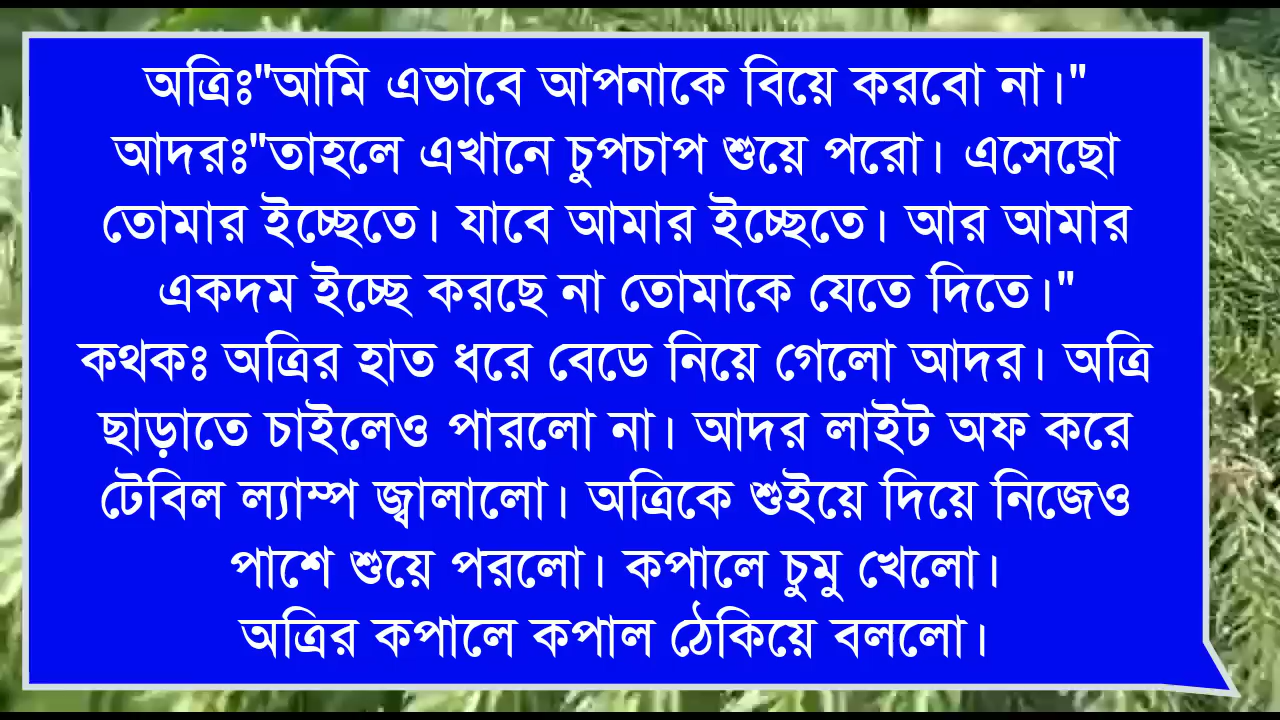 অত্রিঃ"আমি এভাবে আপনাকে বিয়ে করবো না।"
আদরঃ"তাহলে এখানে চুপচাপ শুয়ে পরো। এসেছো
তোমার ইচ্ছেতে। যাবে আমার ইচ্ছেতে। আর আমার
একদম ইচ্ছে করছে না তোমাকে যেতে দিতে।"
কথকঃ অত্রির হাত ধরে বেডে নিয়ে গেলো আদর। অত্রি
ছাড়াতে চাইলেও পারলো না। আদর লাইট অফ করে
টেবিল ল্যাম্প জ্বালালো। অত্রিকে শুইয়ে দিয়ে নিজেও
পাশে শুয়ে পরলো। কপালে চুমু খেলো।
অত্রির কপালে কপাল ঠেকিয়ে বললো।